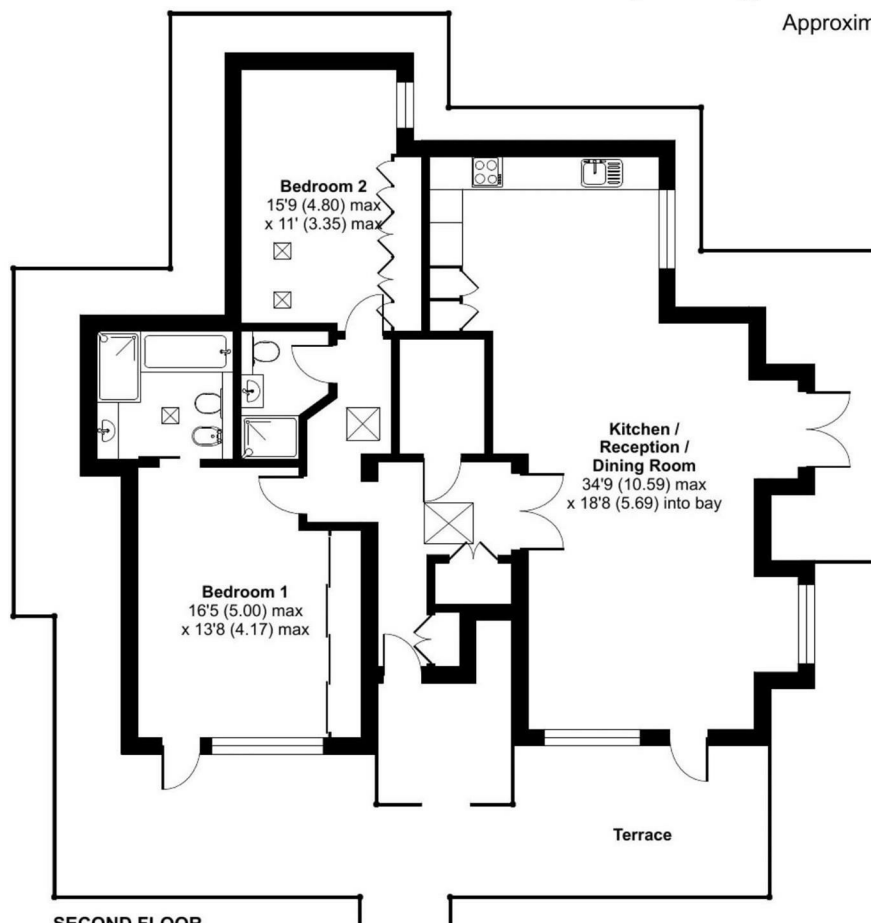 Approxim
Bedroom 2
15'9 (4.80) max
x 11' (3.35) max
Kitchen /
Reception /
Dining Room
34'9 (10.59) max
x 18'8 (5.69) into bay
Bedroom 1
16'5 (5.00) max
x 13'8 (4.17) max
Terrace
SECOND FLOOR